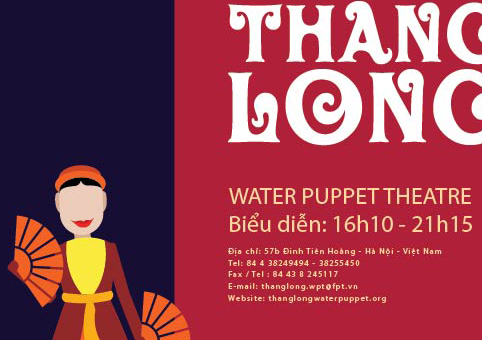 THANG
LONG
WATER PUPPET THEATRE
Biểu diễn: 16h10 - 21h15
Địa chỉ: 57b Đinh Tiên Hoàng - Hà Nội - Việt Nam
Tel: 84 4 38249494 - 38255450
Fax / Tel : 84 43 8 245117
E-mail: thanglong.wpt@fpt.vn
Website: thanglongwaterpuppet.org